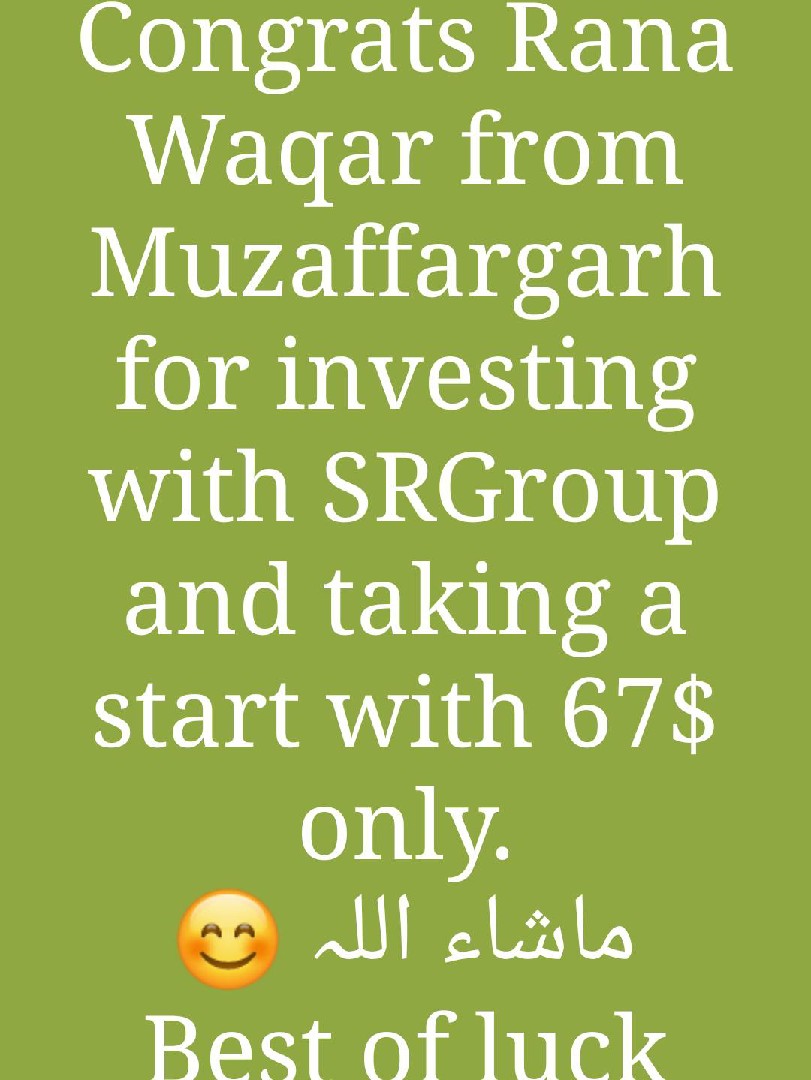 Congrats Rana
Waqar from
Muzaffargarh
for investing
with SRGroup
and taking a
start with 67$
only.
ماشاء اللہ 😊
Best of luck